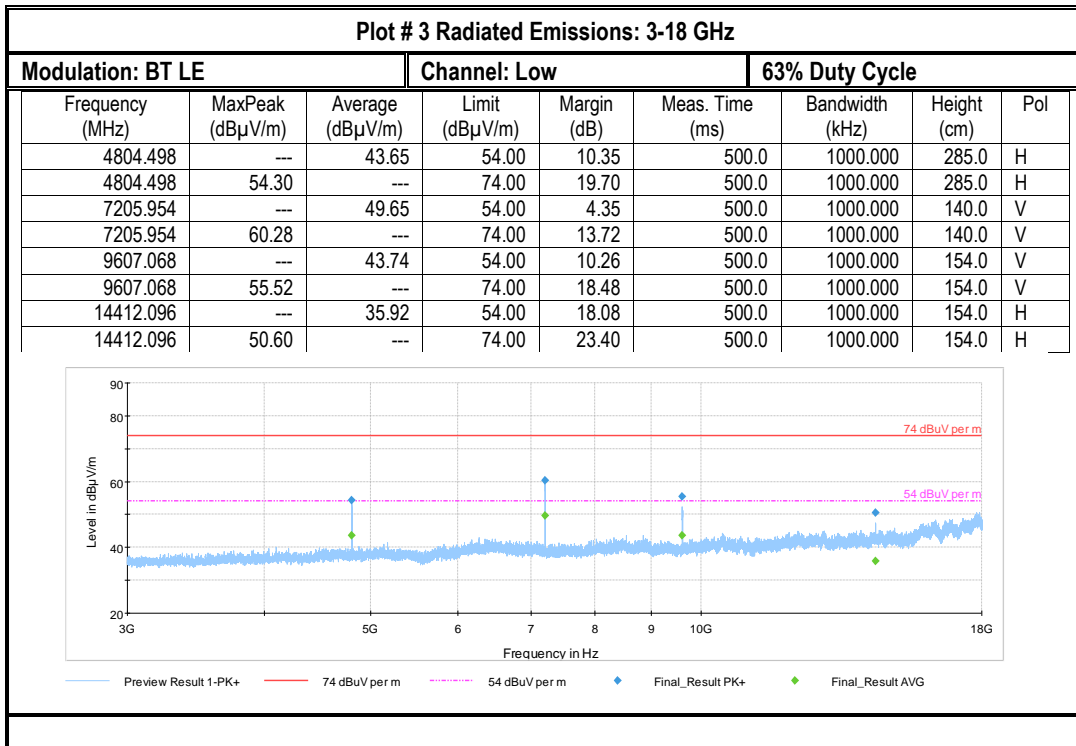 Plot # 3 Radiated Emissions: 3-18 GHz
Modulation: BT LE Channel: Low 63% Duty Cycle
Frequency (MHz) MaxPeak (dBµV/m) Average (dBµV/m) Limit (dBµV/m) Margin (dB) Meas. Time (ms) Bandwidth (kHz) Height (cm) Pol
4804.498 --- 43.65 54.00 10.35 500.0 1000.000 285.0 H
4804.498 54.30 --- 74.00 19.70 500.0 1000.000 285.0 H
7205.954 --- 49.65 54.00 4.35 500.0 1000.000 140.0 V
7205.954 60.28 --- 74.00 13.72 500.0 1000.000 140.0 V
9607.068 --- 43.74 54.00 10.26 500.0 1000.000 154.0 V
9607.068 55.52 --- 74.00 18.48 500.0 1000.000 154.0 V
14412.096 --- 35.92 54.00 18.08 500.0 1000.000 154.0 H
14412.096 50.60 --- 74.00 23.40 500.0 1000.000 154.0 H
90
80
74 dBuV per m
60
54 dBuV per m
40
20
Level in dBµV/m
3G 5G 6 7 8 9 10G 18G
Frequency in Hz
Preview Result 1-PK+ 74 dBuV per m 54 dBuV per m Final_Result PK+ Final_Result AVG